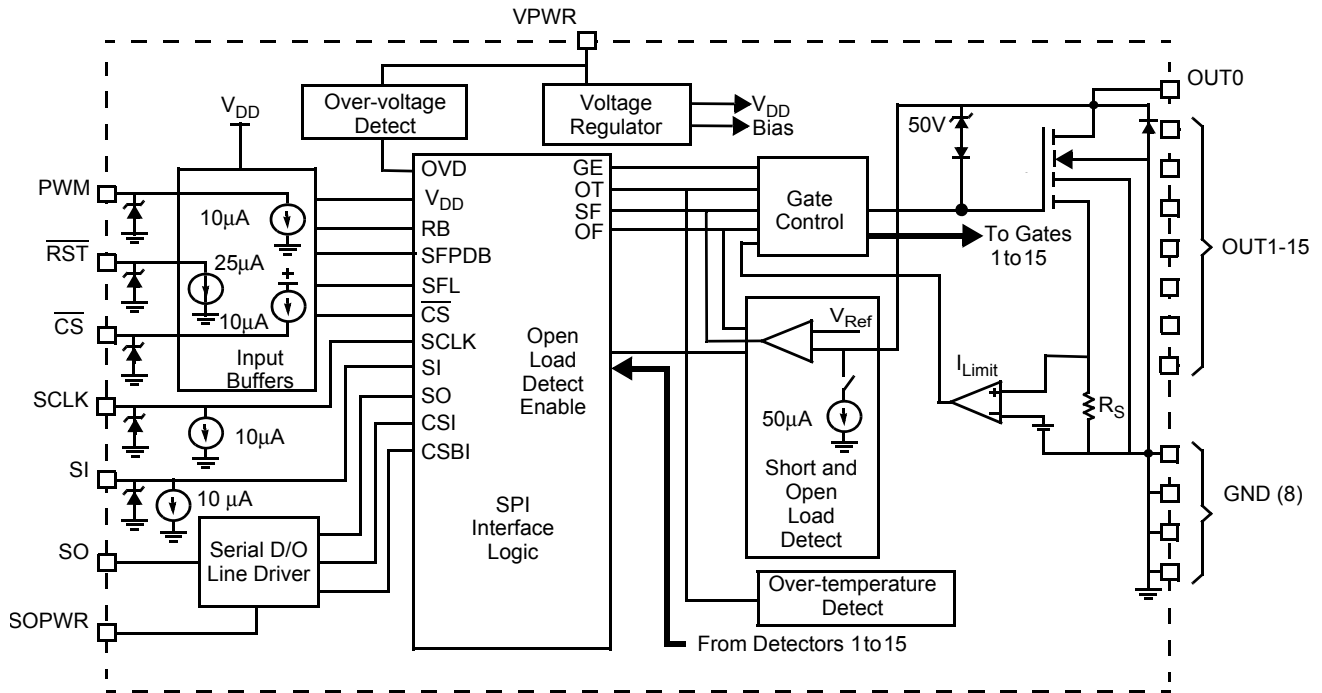 VPWR
OUT0
Over-voltage
Detect
Voltage
Regulator
VDD
Bias
VDD
50V
PWM
10μA
RST
25μA
CS
10μA
Input
Buffers
SCLK
10μA
SI
10 μA
SO
Serial D/O
Line Driver
SOPWR
OVD
VDD
RB
SFPDB
SFL
CS
SCLK
SI
SO
CSI
CSBI
GE
OT
SF
OF
Open
Load
Detect
Enable
SPI
Interface
Logic
Gate
Control
To Gates
1 to 15
VRef
50μA
Short and
Open
Load
Detect
ILimit
+
–
RS
OUT1-15
GND (8)
Over-temperature
Detect
From Detectors 1 to 15